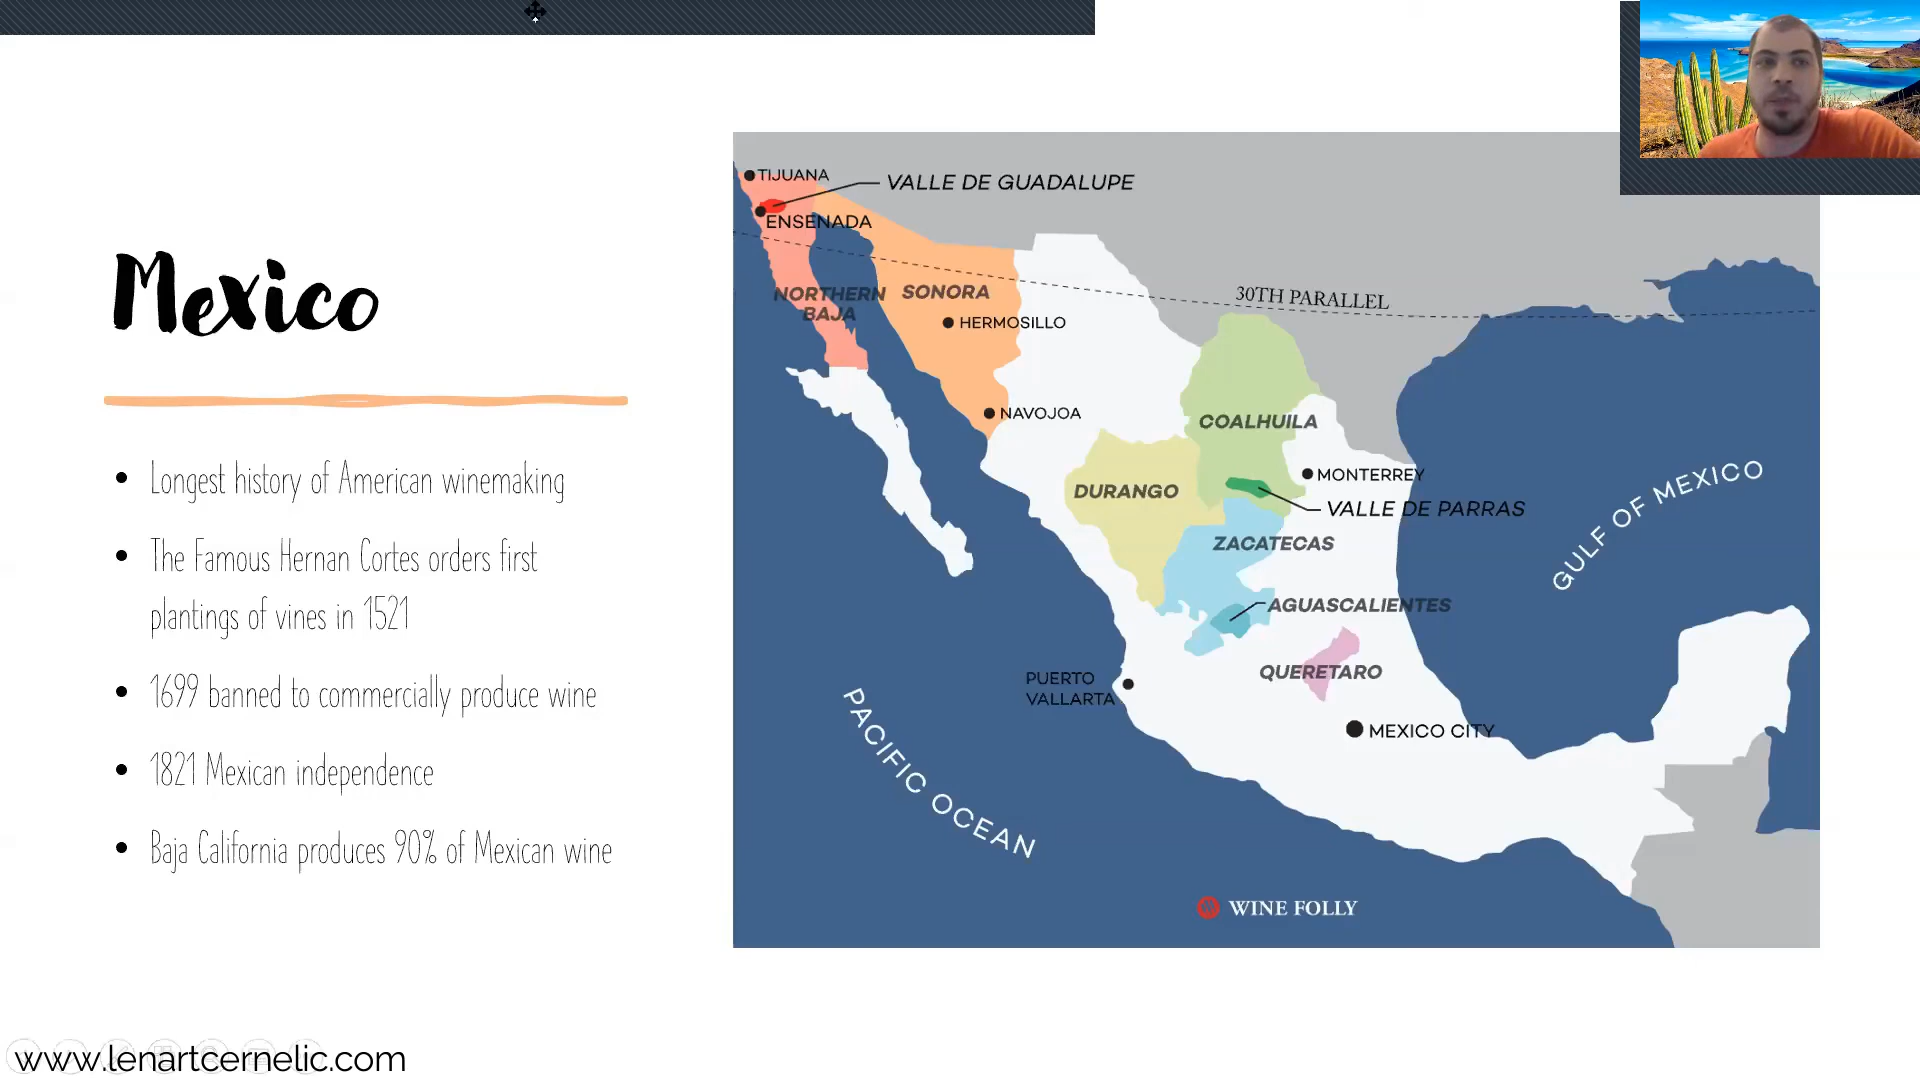 Mexico
Longest history of American winemaking
The Famous Hernan Cortes orders first
plantings of vines in 1521
1699 banned to commercially produce wine
1821 Mexican independence
Baja California produces 90% of Mexican wine
TIJUANA
VALLE DE GUADALUPE
ENSENADA
NORTHERN
BAJA
SONORA
30TH PARALLEL
HERMOSILLO
NAVOJOA
COALHUILA
MONTERREY
DURANGO
VALLE DE PARRAS
ZACATECAS
GULF OF MEXICO
AGUASCALIENTES
QUERETARO
PUERTO
VALLARTA
MEXICO CITY
PACIFIC OCEAN
WINE FOLLY
www.lenartcernelic.com